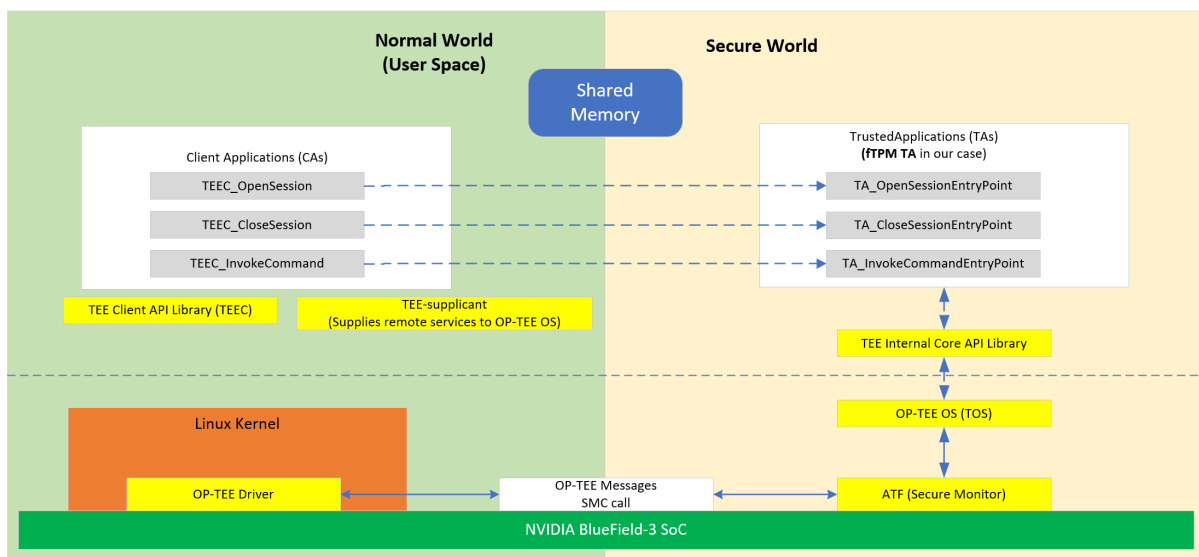 Normal World
(User Space)
Secure World
Shared
Memory
Client Applications (CAs)
TEEC_OpenSession
TEEC_CloseSession
TEEC_InvokeCommand
TrustedApplications (TAs)
(fTPM TA in our case)
TA_OpenSessionEntryPoint
TA_CloseSessionEntryPoint
TA_InvokeCommandEntryPoint
TEE Client API Library (TEEC)
TEE-supplicant
(Supplies remote services to OP-TEE OS)
TEE Internal Core API Library
Linux Kernel
OP-TEE OS (TOS)
OP-TEE Driver
OP-TEE Messages
SMC call
ATF (Secure Monitor)
NVIDIA BlueField-3 SoC